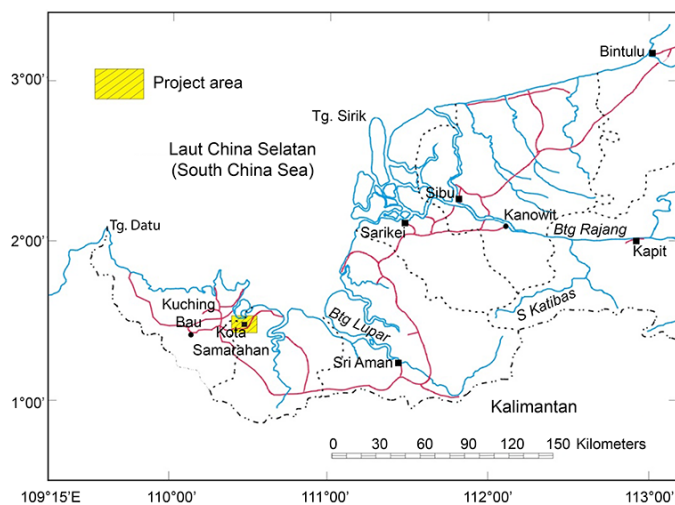 Bintulu
3°00'
Project area
Tg. Sirik
Laut China Selatan
(South China Sea)
Sibu
Kanowit
Tg. Datu
Sarikei
Btg Rajang
2°00'
Kapit
Kuching
Bau
Kota
Samarahan
Btg Lupar
S Katibas
Sri Aman
1°00'
Kalimantan
0 30 60 90 120 150 Kilometers
109°15'E 110°00' 111°00' 112°00' 113°00'